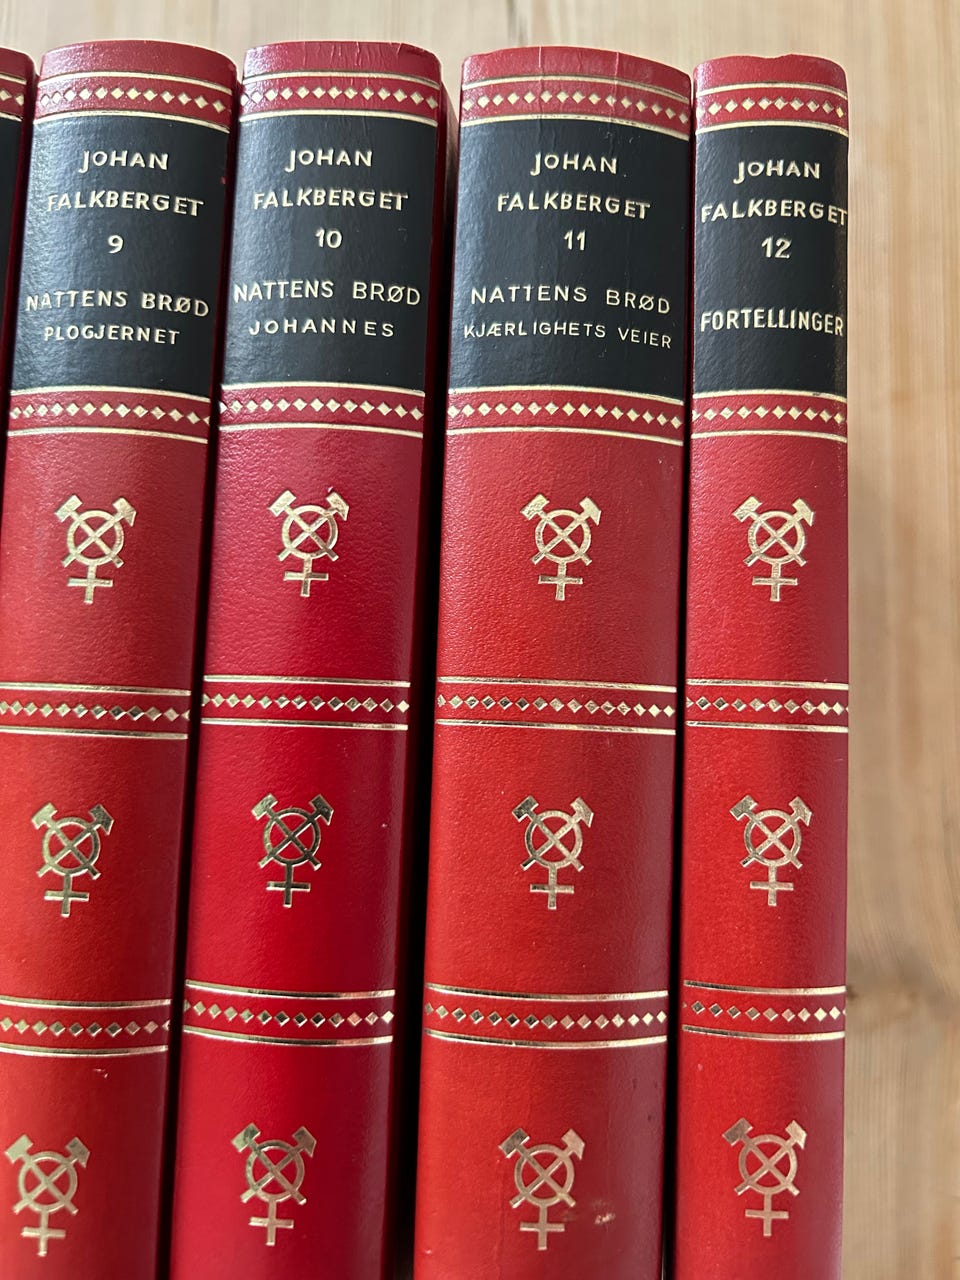 JOHAN
FALKBERGET
9
NATTENS BRØD
PLOGJERNET
JOHAN
FALKBERGET
10
NATTENS BRØD
JOHANNES
JOHAN
FALKBERGET
11
NATTENS BRØD
KJÆRLIGHETS VEIER
JOHAN
FALKBERGET
12
FORTELLINGER